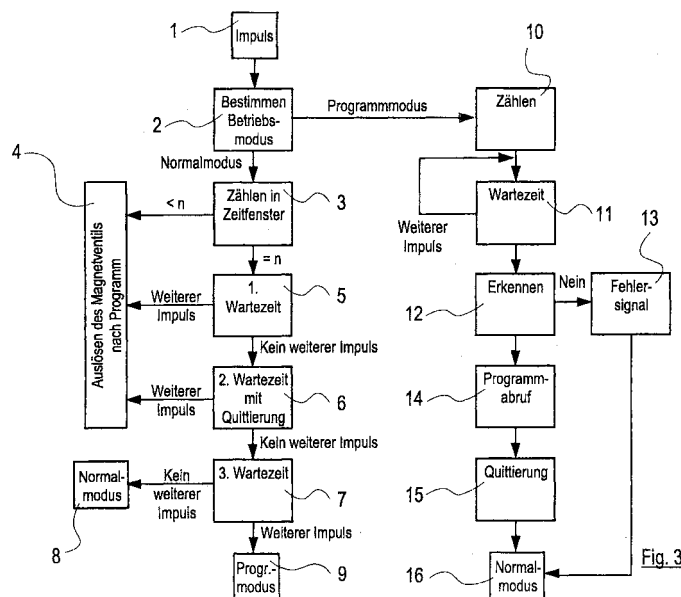 1
Impuls
10
2
Bestimmen
Betriebs-
modus
Programmmodus
Zählen
4
Normalmodus
3
Zählen in
Zeitfenster
< n
= n
Wartezeit
11
Weiterer
Impuls
13
Auslösen des Magnetventils
nach Programm
5
1.
Wartezeit
Weiterer
Impuls
Kein weiterer Impuls
12
Erkennen
Nein
Fehler-
signal
6
2. Wartezeit
mit
Quittierung
Weiterer
Impuls
Kein weiterer Impuls
14
Programm-
abruf
Normal-
modus
8
Kein
weiterer
Impuls
3. Wartezeit
7
Weiterer Impuls
15
Quittierung
Progr.-
modus
9
16
Normal-
modus
Fig. 3